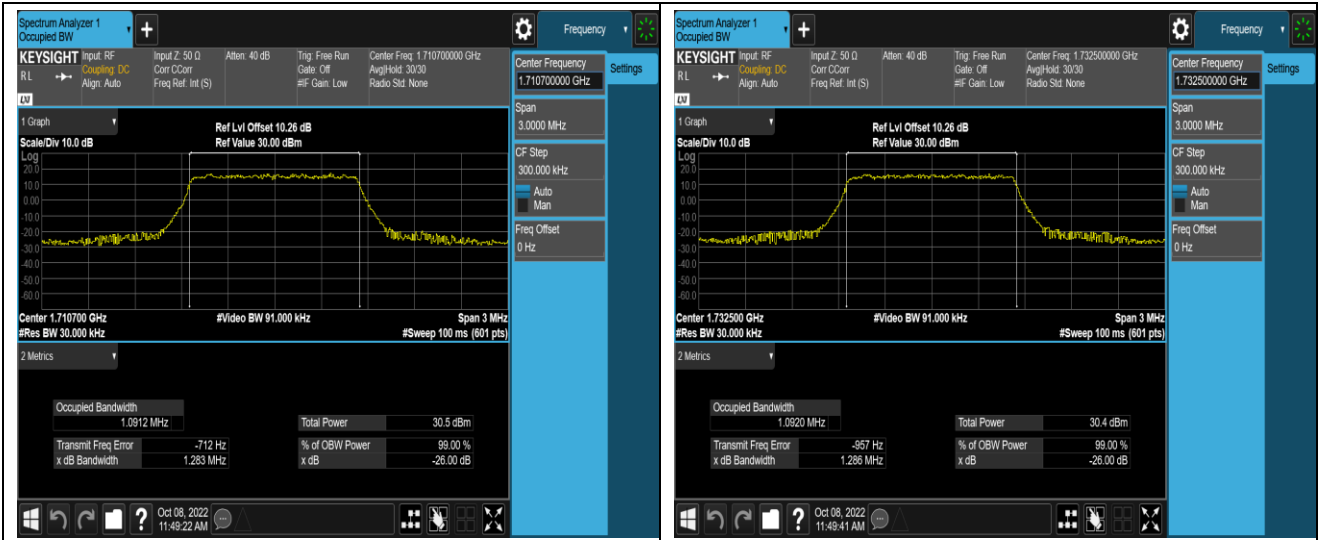 Spectrum Analyzer 1
Occupied BW
+
Frequency
KEYSIGHT
Input: RF
Input Z: 50 Ω
Atten: 40 dB
Trig: Free Run
Center Freq: 1.710700000 GHz
RL
Coupling: DC
Corr CCorr
Gate: Off
Avg|Hold: 30/30
Align: Auto
Freq Ref: Int (S)
#IF Gain: Low
Radio Std: None
LXI
Center Frequency
1.710700000 GHz
Settings
Span
3.0000 MHz
CF Step
300.000 kHz
Auto
Man
Freq Offset
0 Hz
1 Graph
Ref Lvl Offset 10.26 dB
Scale/Div 10.0 dB
Ref Value 30.00 dBm
Log
20.0
10.0
0.00
-10.0
-20.0
-30.0
-40.0
-50.0
-60.0
Center 1.710700 GHz
#Video BW 91.000 kHz
Span 3 MHz
#Res BW 30.000 kHz
#Sweep 100 ms (601 pts)
2 Metrics
Occupied Bandwidth
1.0912 MHz
Total Power
30.5 dBm
Transmit Freq Error
-712 Hz
% of OBW Power
99.00 %
x dB Bandwidth
1.283 MHz
x dB
-26.00 dB
?
Oct 08, 2022
11:49:22 AM
Spectrum Analyzer 1
Occupied BW
+
Frequency
KEYSIGHT
Input: RF
Input Z: 50 Ω
Atten: 40 dB
Trig: Free Run
Center Freq: 1.732500000 GHz
RL
Coupling: DC
Corr CCorr
Gate: Off
Avg|Hold: 30/30
Align: Auto
Freq Ref: Int (S)
#IF Gain: Low
Radio Std: None
LXI
Center Frequency
1.732500000 GHz
Settings
Span
3.0000 MHz
CF Step
300.000 kHz
Auto
Man
Freq Offset
0 Hz
1 Graph
Ref Lvl Offset 10.26 dB
Scale/Div 10.0 dB
Ref Value 30.00 dBm
Log
20.0
10.0
0.00
-10.0
-20.0
-30.0
-40.0
-50.0
-60.0
Center 1.732500 GHz
#Video BW 91.000 kHz
Span 3 MHz
#Res BW 30.000 kHz
#Sweep 100 ms (601 pts)
2 Metrics
Occupied Bandwidth
1.0920 MHz
Total Power
30.4 dBm
Transmit Freq Error
-957 Hz
% of OBW Power
99.00 %
x dB Bandwidth
1.286 MHz
x dB
-26.00 dB
?
Oct 08, 2022
11:49:41 AM